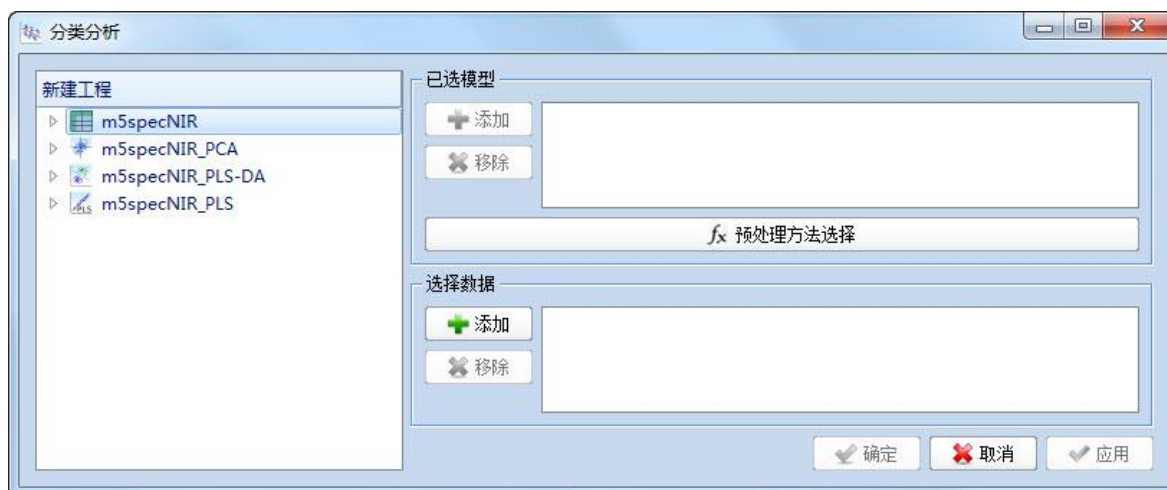 分类分析
新建工程
m5specNIR
m5specNIR_PCA
m5specNIR_PLS-DA
PLS
m5specNIR_PLS
已选模型
添加
移除
fx 预处理方法选择
选择数据
添加
移除
确定
取消
应用